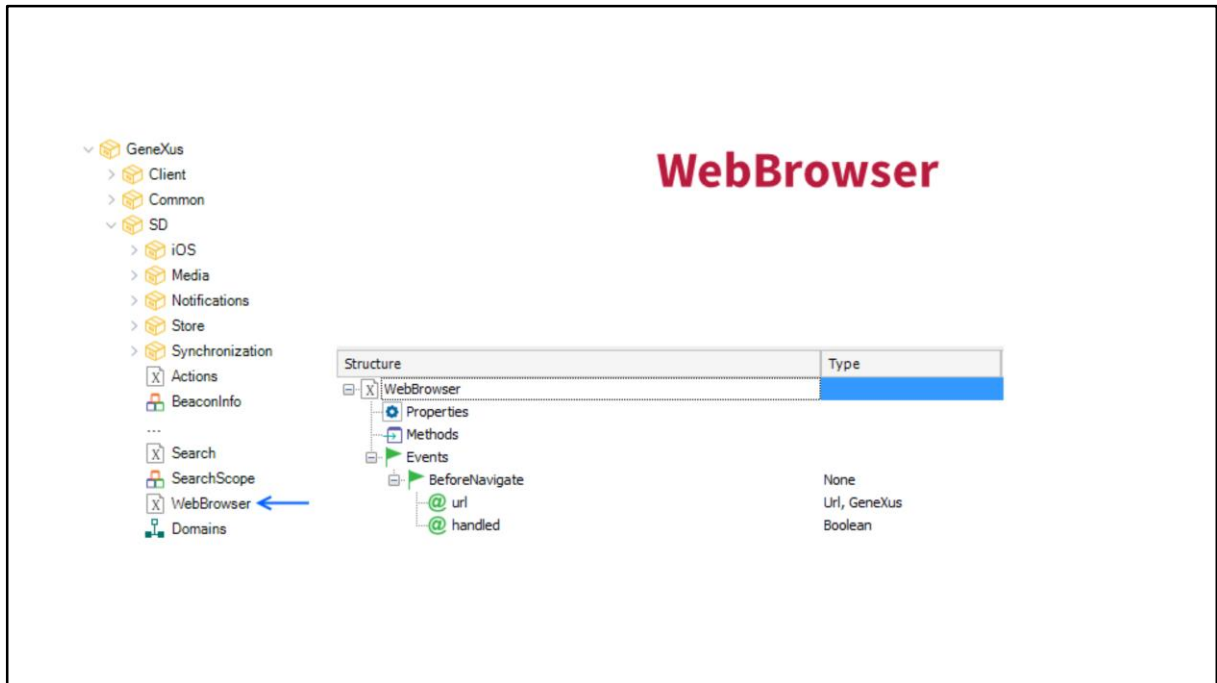 WebBrowser
GeneXus
Client
Common
SD
iOS
Media
Notifications
Store
Synchronization
Actions
BeaconInfo
...
Search
SearchScope
WebBrowser
Domains
Structure Type
WebBrowser
Properties
Methods
Events
BeforeNavigate None
url Url, GeneXus
handled Boolean